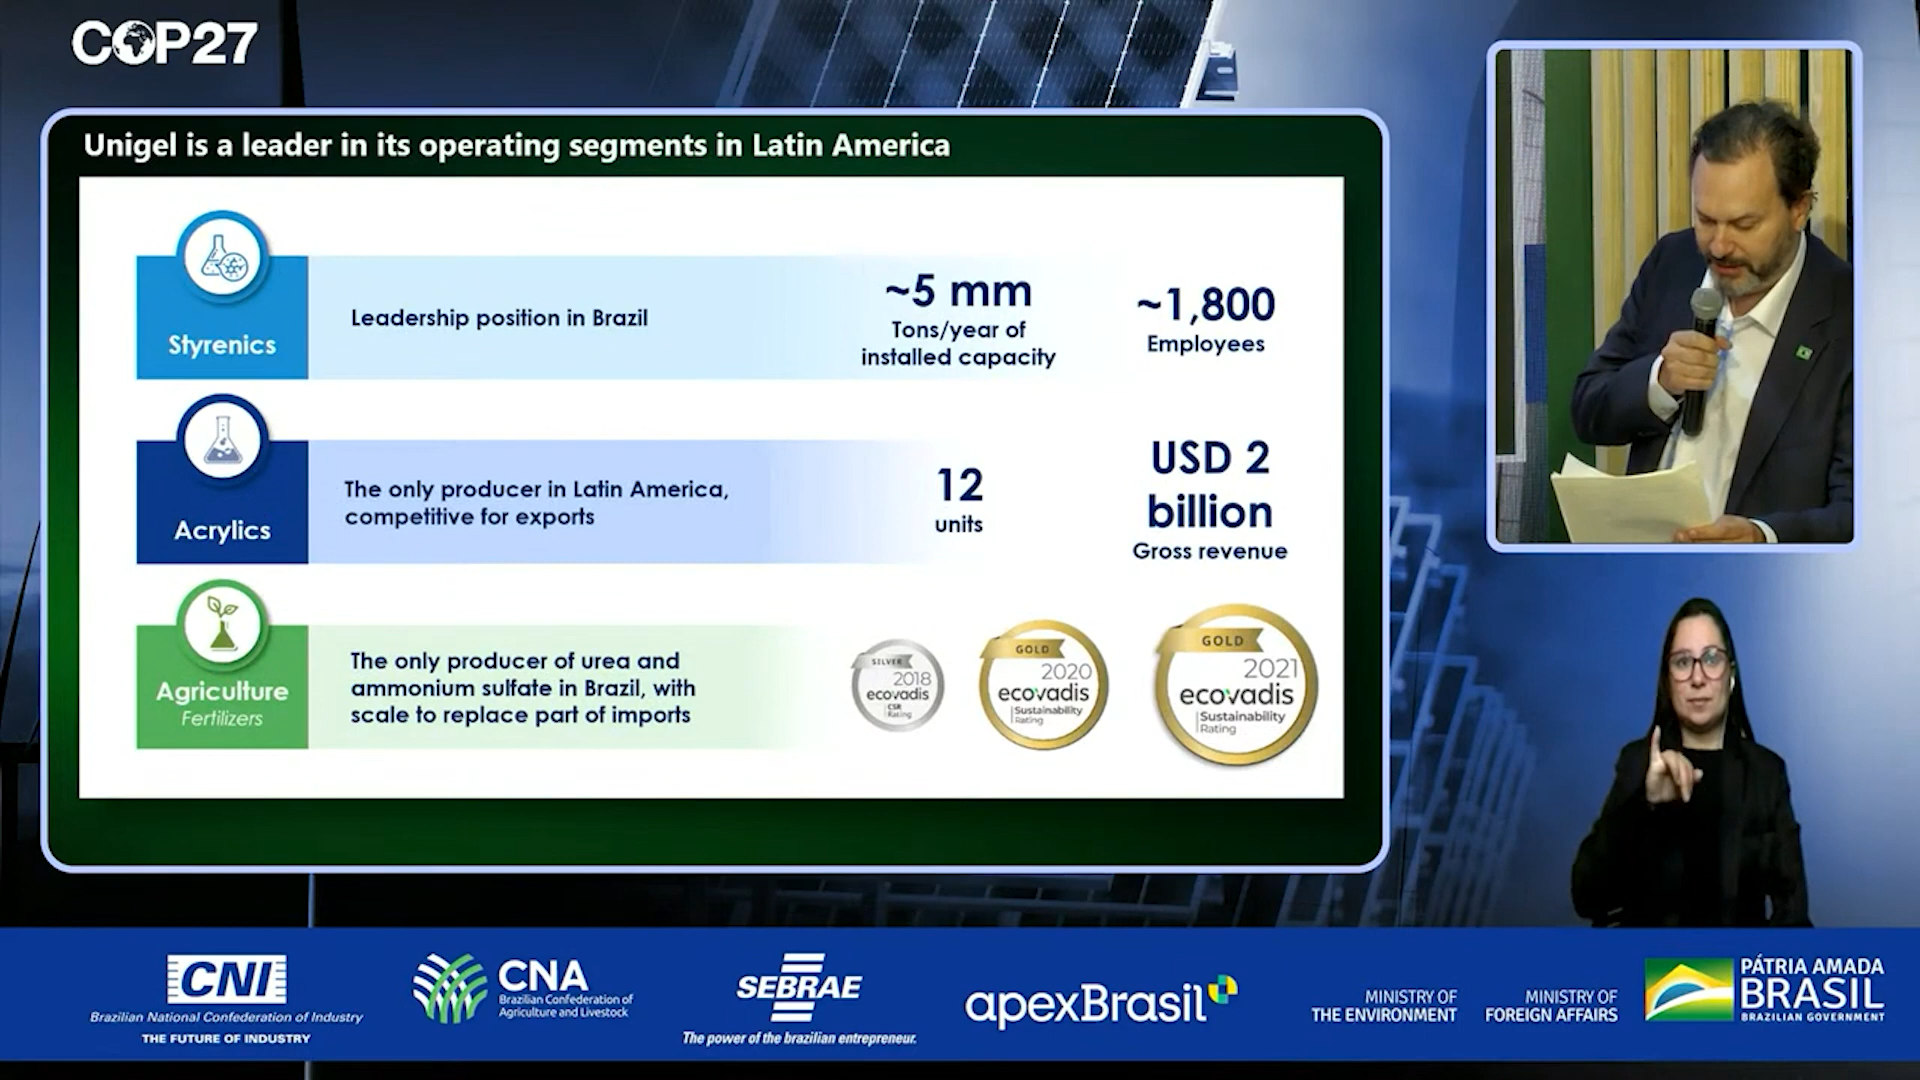 COP27
Unigel is a leader in its operating segments in Latin America
Styrenics
Leadership position in Brazil
~5 mm
Tons/year of
installed capacity
~1,800
Employees
Acrylics
The only producer in Latin America,
competitive for exports
12
units
USD 2
billion
Gross revenue
Agriculture
Fertilizers
The only producer of urea and
ammonium sulfate in Brazil, with
scale to replace part of imports
SILVER
2018
ecovadis
CSR
Rating
GOLD
2020
ecovadis
Sustainability
Rating
GOLD
2021
ecovadis
Sustainability
Rating
CNI
Brazilian National Confederation of Industry
THE FUTURE OF INDUSTRY
CNA
Brazilian Confederation of
Agriculture and Livestock
SEBRAE
The power of the brazilian entrepreneur.
apexBrasil
MINISTRY OF
THE ENVIRONMENT
MINISTRY OF
FOREIGN AFFAIRS
PÁTRIA AMADA
BRASIL
BRAZILIAN GOVERNMENT